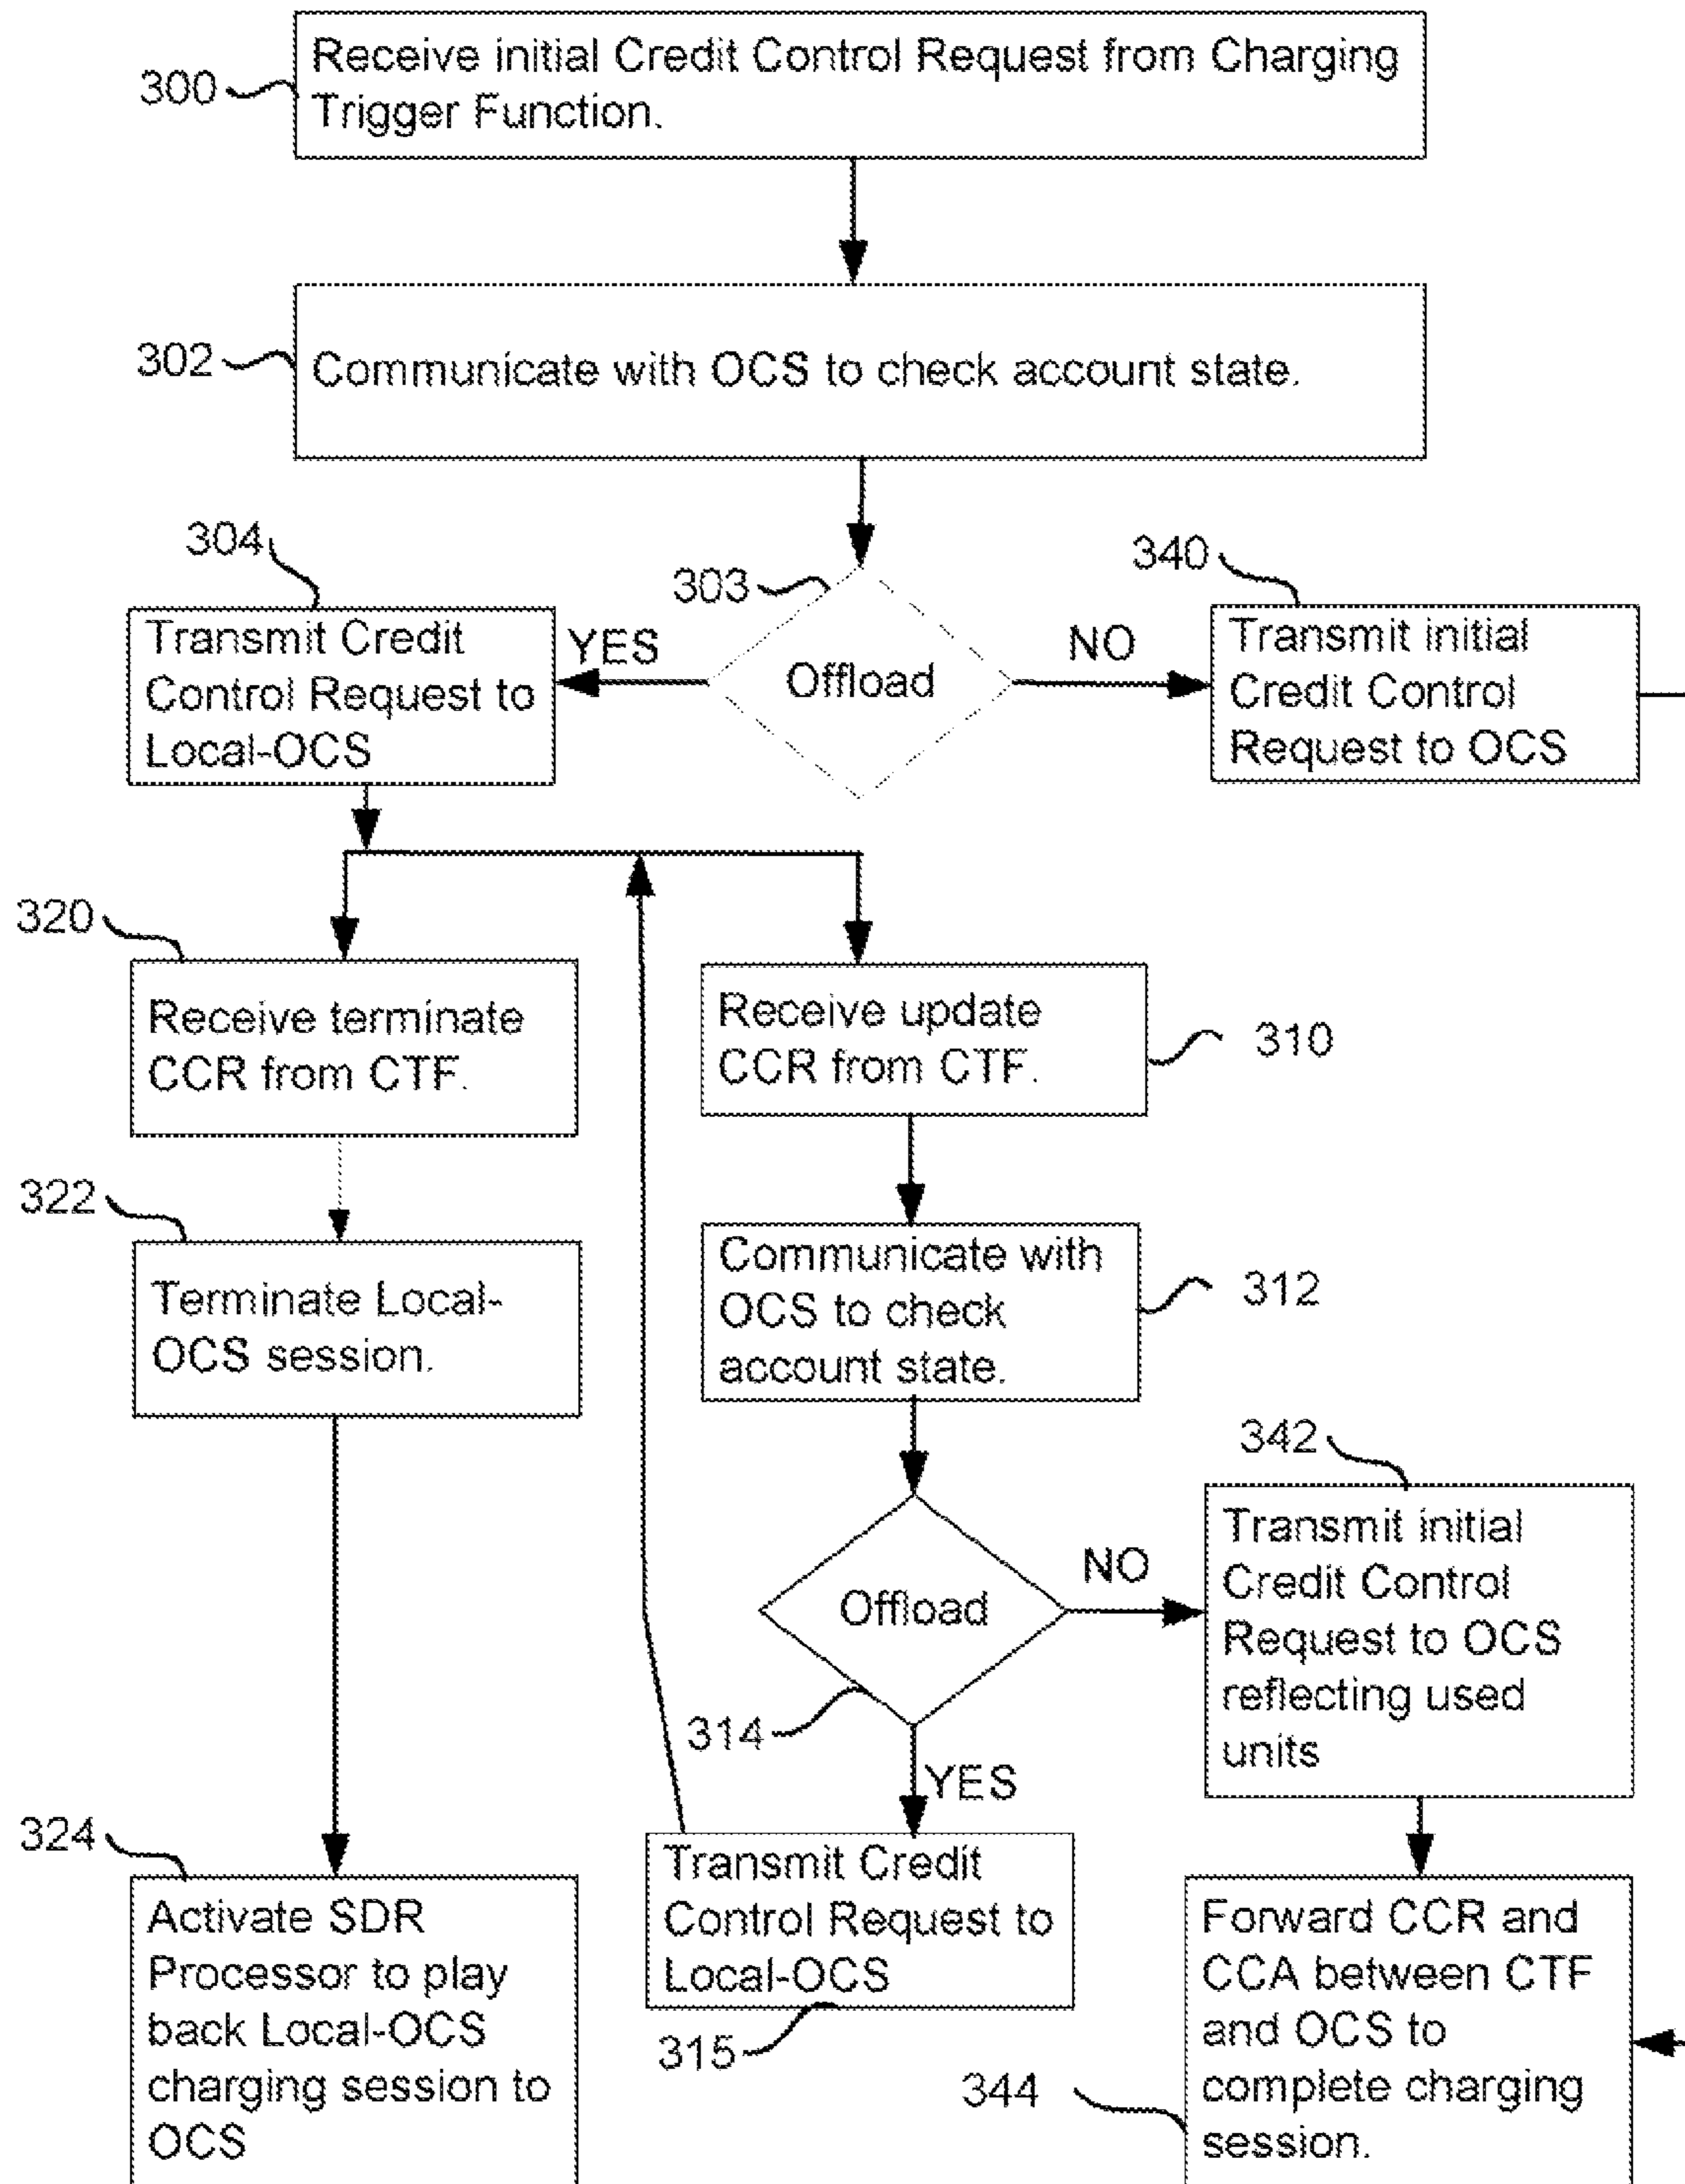 300
Receive initial Credit Control Request from Charging
Trigger Function.
302
Communicate with OCS to check account state.
304
303
340
Transmit Credit
Control Request to
Local-OCS
YES
Offload
NO
Transmit initial
Credit Control
Request to OCS
320
Receive terminate
CCR from CTF.
Receive update
CCR from CTF.
310
322
Terminate Local-
OCS session.
Communicate with
OCS to check
account state.
312
342
Offload
NO
Transmit initial
Credit Control
Request to OCS
reflecting used
units
314
YES
324
Activate SDR
Processor to play
back Local-OCS
charging session to
OCS
Transmit Credit
Control Request to
Local-OCS
315
344
Forward CCR and
CCA between CTF
and OCS to
complete charging
session.